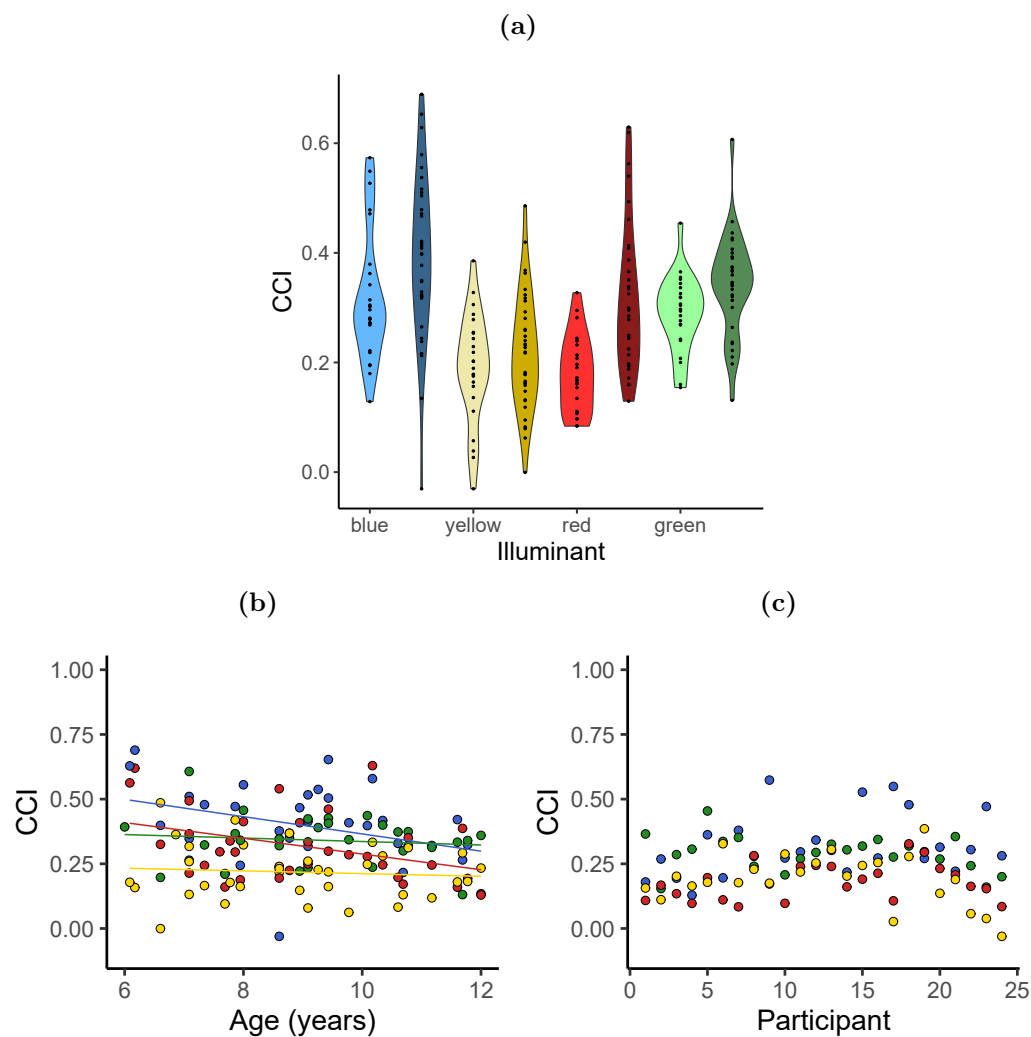 (a)
CCI
0.6
0.4
0.2
0.0
blue yellow red green
Illuminant
(b)
CCI
1.00
0.75
0.50
0.25
0.00
6 8 10 12
Age (years)
(c)
CCI
1.00
0.75
0.50
0.25
0.00
0 5 10 15 20 25
Participant